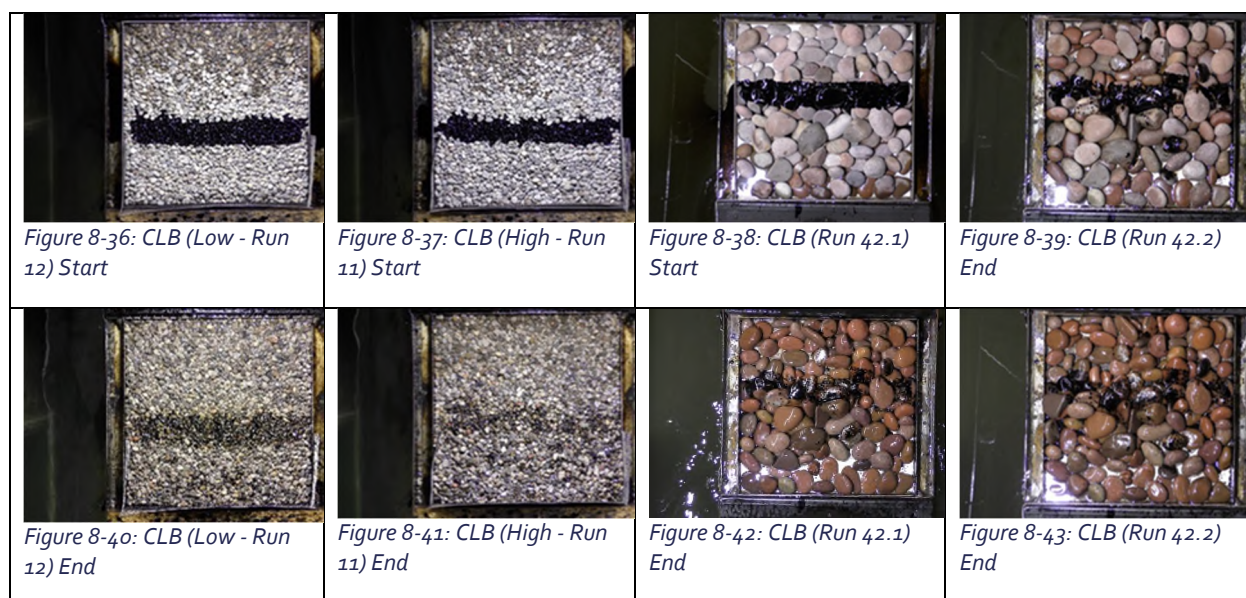 Figure 8-36: CLB (Low - Run
12) Start
Figure 8-37: CLB (High - Run
11) Start
Figure 8-38: CLB (Run 42.1)
Start
Figure 8-39: CLB (Run 42.2)
End
Figure 8-40: CLB (Low - Run
12) End
Figure 8-41: CLB (High - Run
11) End
Figure 8-42: CLB (Run 42.1)
End
Figure 8-43: CLB (Run 42.2)
End